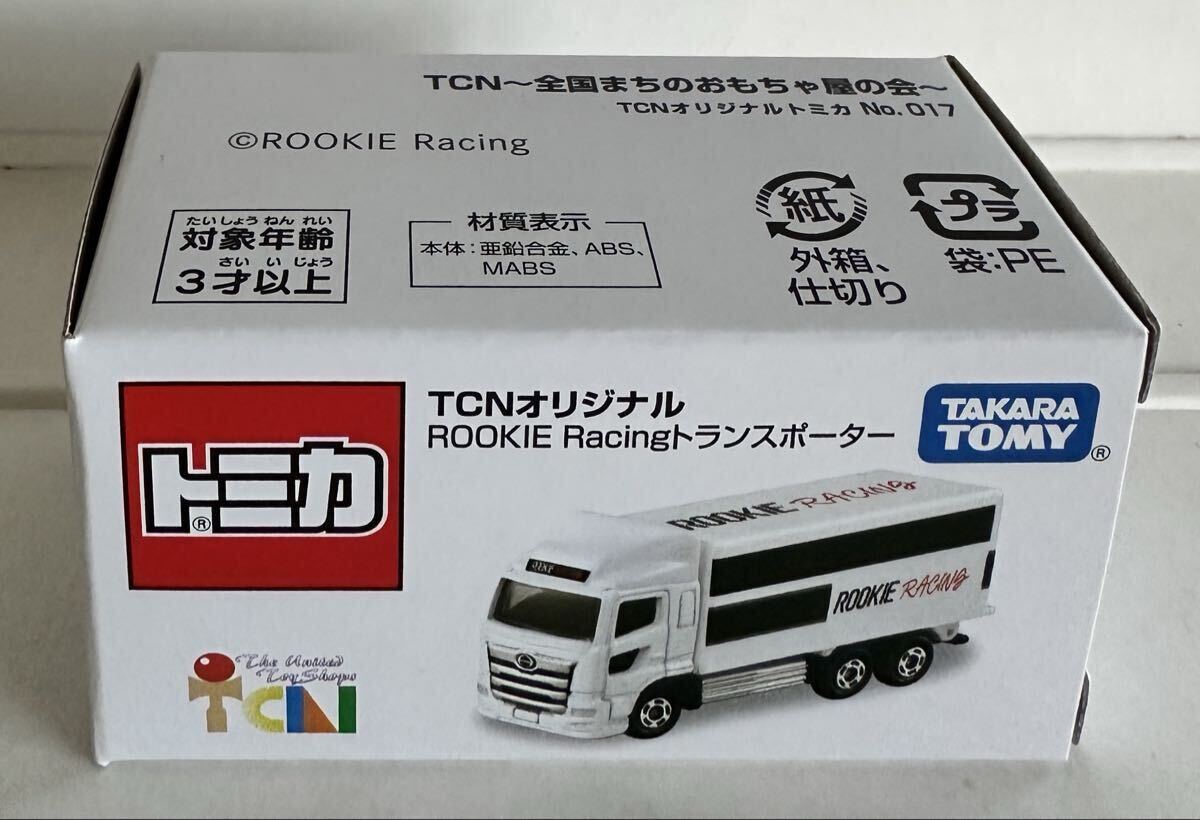 TCN～全国まちのおもちゃ屋の会～
TCNオリジナルトミカ No.017
©ROOKIE Racing
たいしょうねんれい
対象年齢
さいいじょう
3才以上
材質表示
本体：亜鉛合金、ABS、
MABS
紙
外箱、
仕切り
プラ
袋:PE
トミカ®
TCNオリジナル
ROOKIE Racingトランスポーター
TAKARA
TOMY®
ROOKIE RACING
ROOKIE RACING
The United
ToyShops
TCN